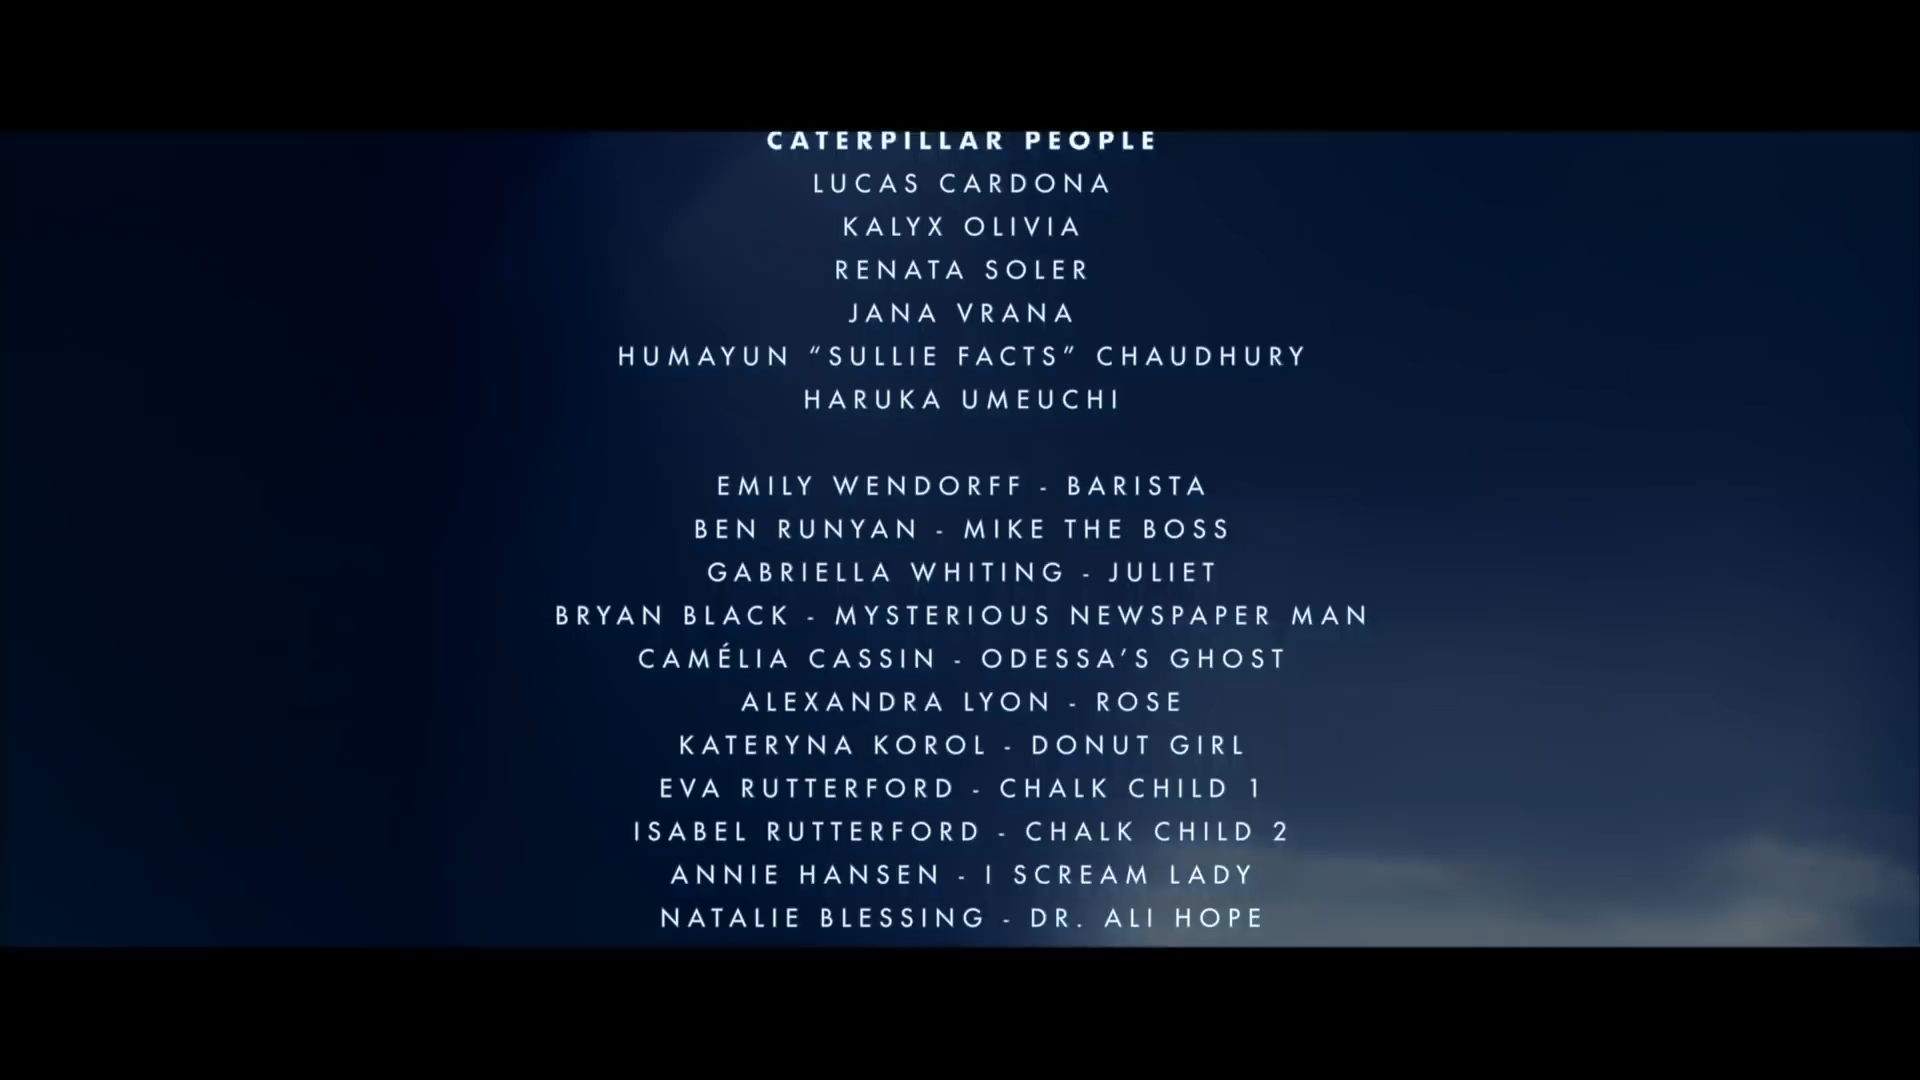 CATERPILLAR PEOPLE
LUCAS CARDONA
KALYX OLIVIA
RENATA SOLER
JANA VRANA
HUMAYUN “SULLIE FACTS” CHAUDHURY
HARUKA UMEUCHI
EMILY WENDORFF - BARISTA
BEN RUNYAN - MIKE THE BOSS
GABRIELLA WHITING - JULIET
BRYAN BLACK - MYSTERIOUS NEWSPAPER MAN
CAMÉLIA CASSIN - ODESSA’S GHOST
ALEXANDRA LYON - ROSE
KATERYNA KOROL - DONUT GIRL
EVA RUTTERFORD - CHALK CHILD 1
ISABEL RUTTERFORD - CHALK CHILD 2
ANNIE HANSEN - I SCREAM LADY
NATALIE BLESSING - DR. ALI HOPE